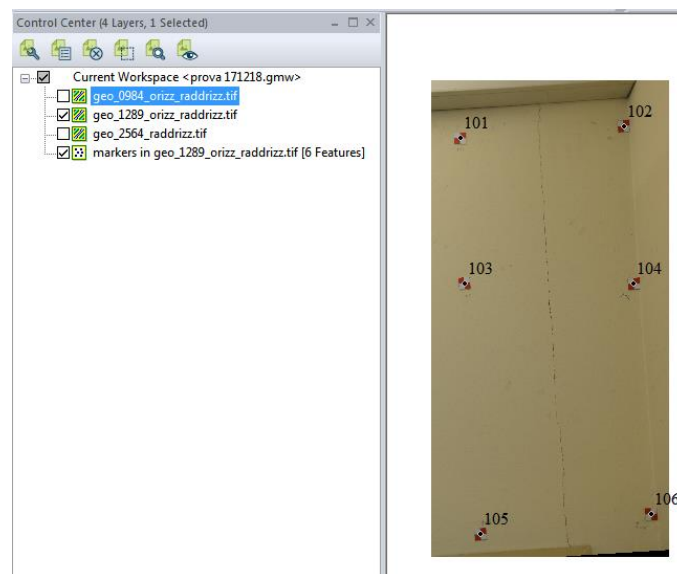 Control Center (4 Layers, 1 Selected)
Current Workspace <prova 171218.gmw>
geo_0984_orizz_raddrizz.tif
geo_1289_orizz_raddrizz.tif
geo_2564_raddrizz.tif
markers in geo_1289_orizz_raddrizz.tif [6 Features]
101
102
103
104
105
106